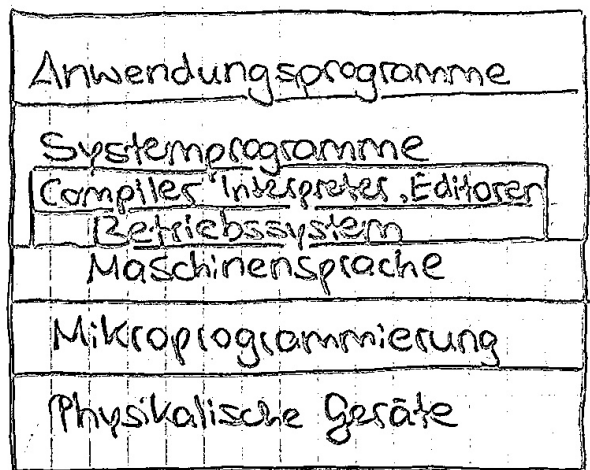 Anwendungsprogramme
Systemprogramme
Compiler Interpreter, Editoren
Betriebssystem
Maschinensprache
Mikroprogrammierung
Physikalische Geräte